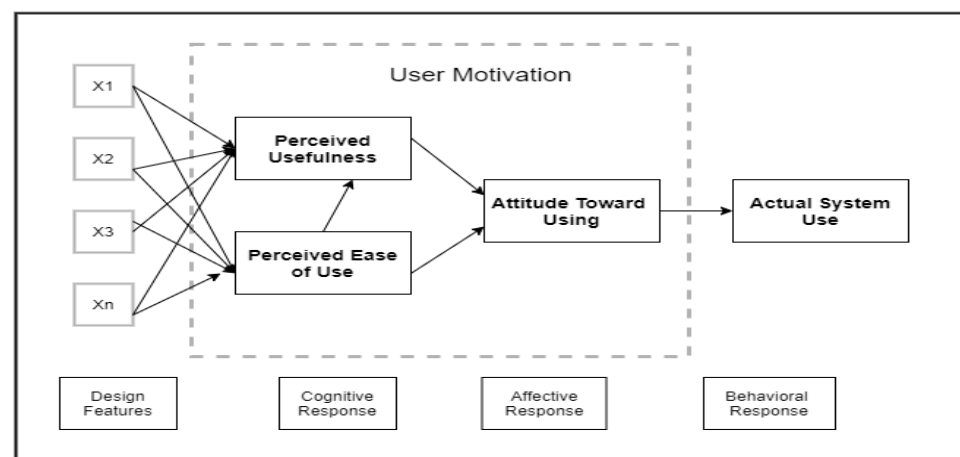 User Motivation
X1
X2
X3
Xn
Perceived
Usefulness
Perceived Ease
of Use
Attitude Toward
Using
Actual System
Use
Design
Features
Cognitive
Response
Affective
Response
Behavioral
Response